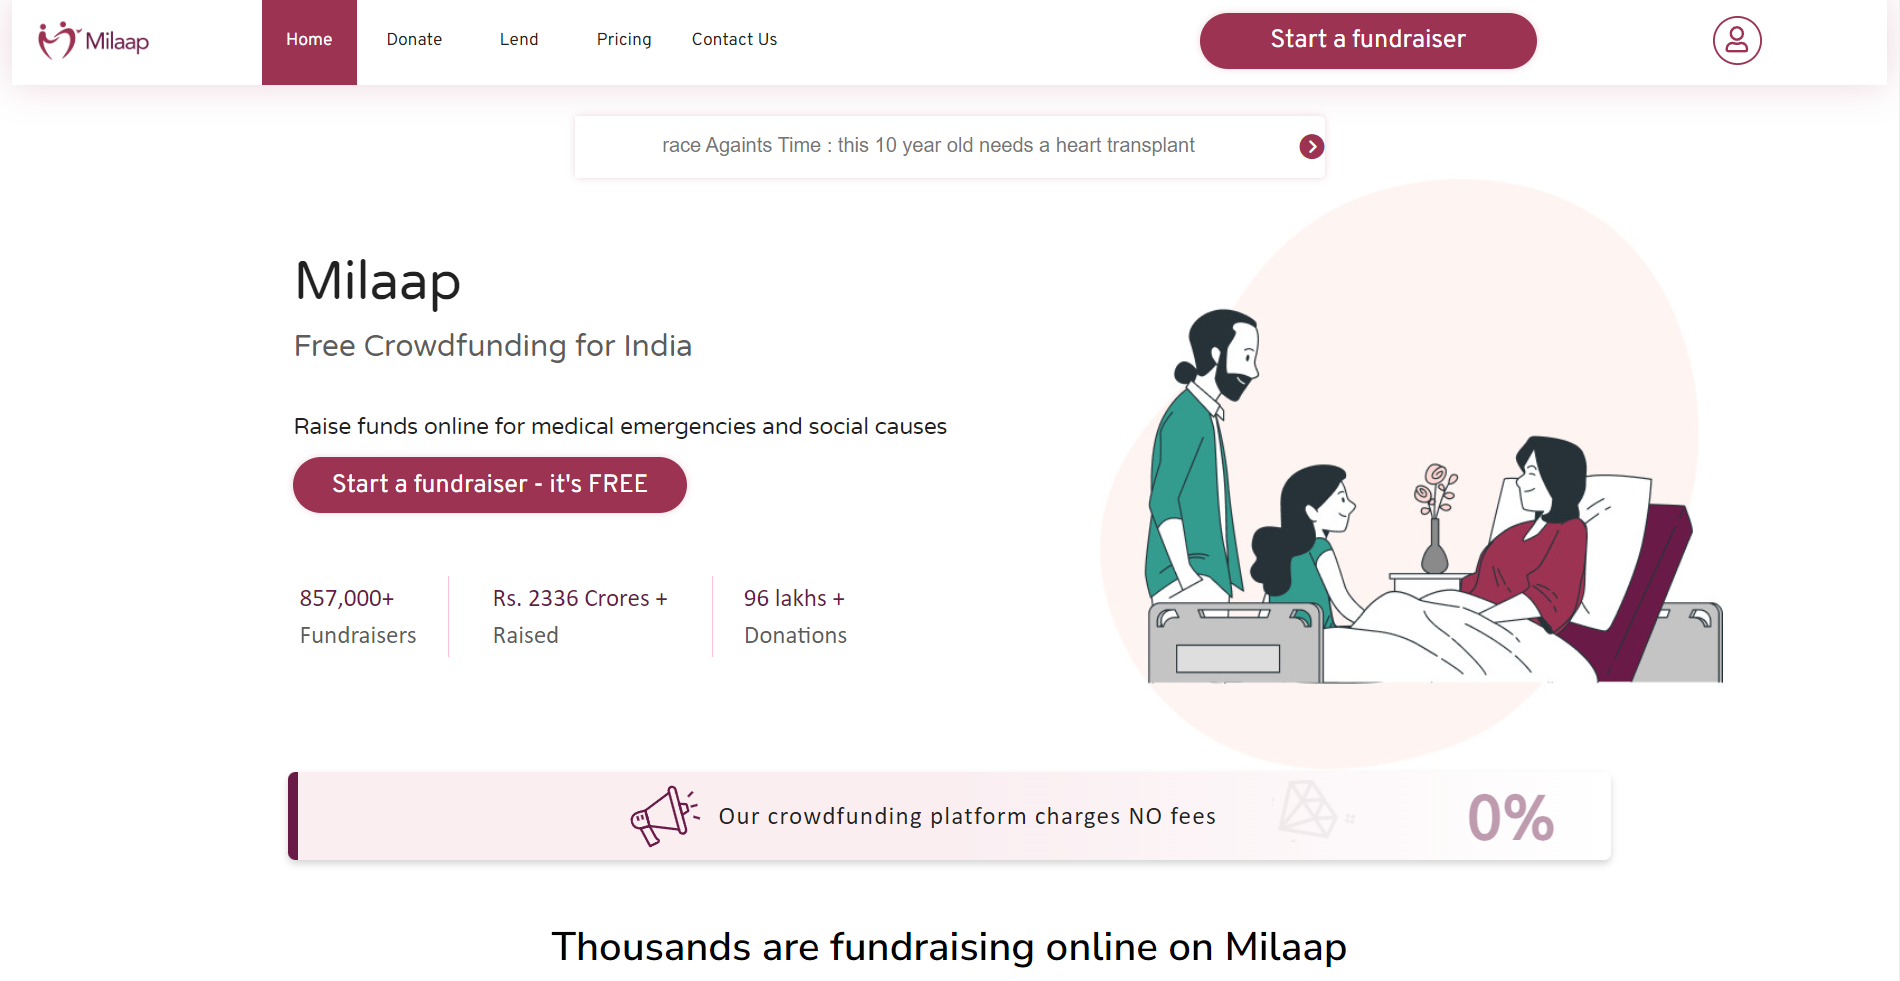 Milaap
Home
Donate
Lend
Pricing
Contact Us
Start a fundraiser
race Againts Time : this 10 year old needs a heart transplant
Milaap
Free Crowdfunding for India
Raise funds online for medical emergencies and social causes
Start a fundraiser - it's FREE
857,000+
Fundraisers
Rs. 2336 Crores +
Raised
96 lakhs +
Donations
Our crowdfunding platform charges NO fees
0%
Thousands are fundraising online on Milaap